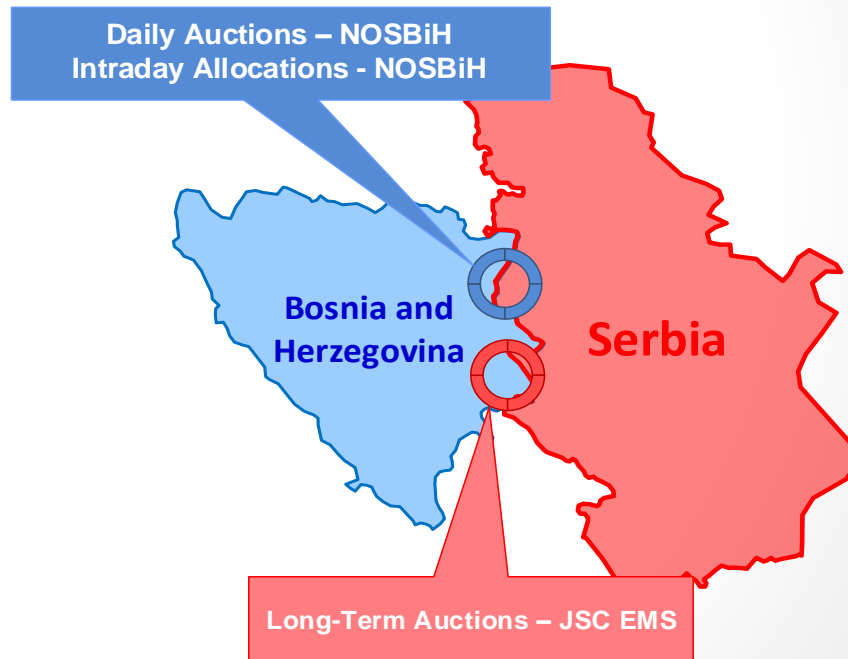 Daily Auctions – NOSBiH
Intraday Allocations - NOSBiH
Bosnia and
Herzegovina
Serbia
Long-Term Auctions – JSC EMS